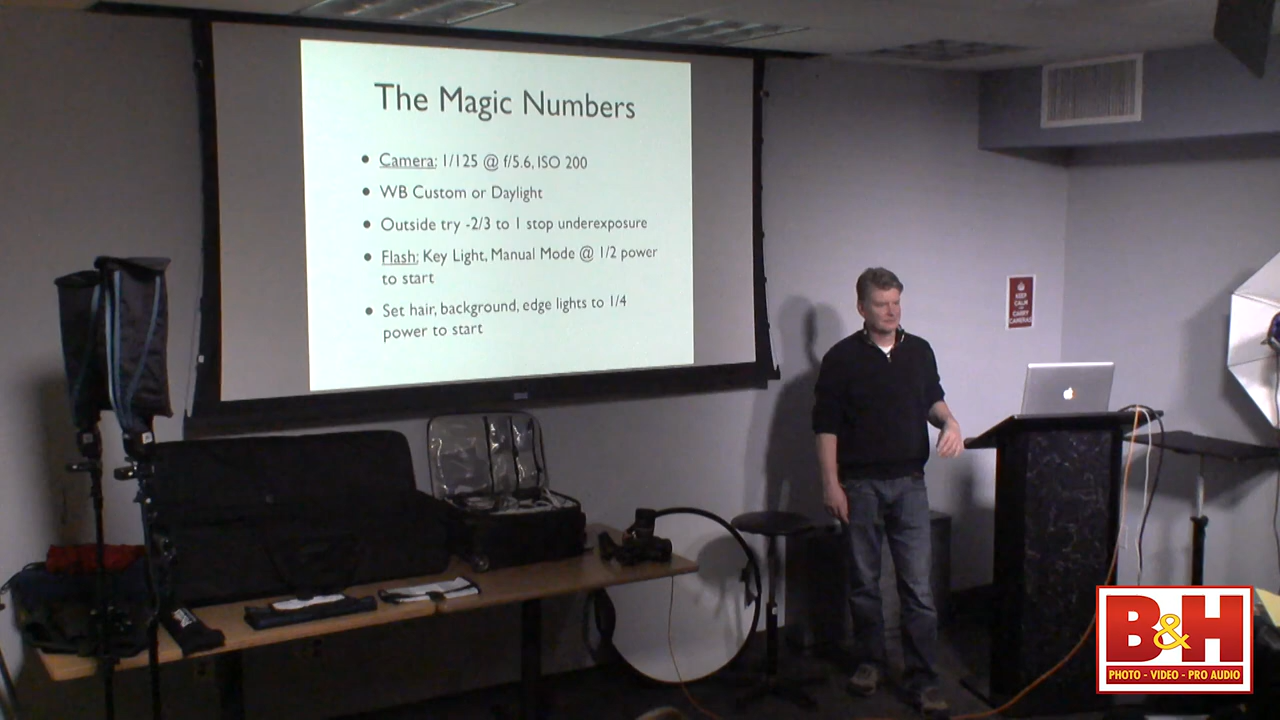 The Magic Numbers
• Camera: 1/125 @ f/5.6, ISO 200
• WB Custom or Daylight
• Outside try -2/3 to 1 stop underexposure
• Flash: Key Light, Manual Mode @ 1/2 power
to start
• Set hair, background, edge lights to 1/4
power to start
KEEP
CALM
CARRY
CAMERAS
B&H
PHOTO - VIDEO - PRO AUDIO